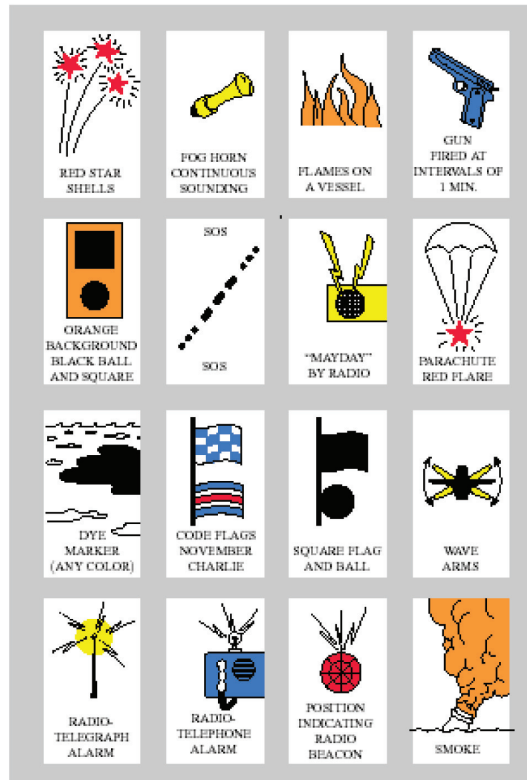 RED STAR
SHELLS
FOG HORN
CONTINUOUS
SOUNDING
FLAMES ON
A VESSEL
GUN
FIRED AT
INTERVALS OF
1 MIN.
ORANGE
BACKGROUND
BLACK BALL
AND SQUARE
SOS
SOS
“MAYDAY”
BY RADIO
PARACHUTE
RED FLARE
DYE
MARKER
(ANY COLOR)
CODE FLAGS
NOVEMBER
CHARLIE
SQUARE FLAG
AND BALL
WAVE
ARMS
RADIO-
TELEGRAPH
ALARM
RADIO-
TELEPHONE
ALARM
POSITION
INDICATING
RADIO
BEACON
SMOKE